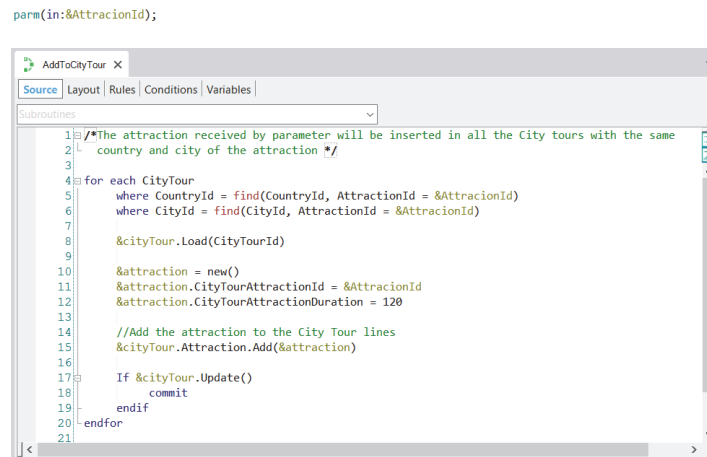 parm(in:&AttracionId);
AddToCityTour X
Source Layout Rules Conditions Variables
Subroutines
1 /*The attraction received by parameter will be inserted in all the City tours with the same
2 country and city of the attraction */
3
4 for each CityTour
5 where CountryId = find(CountryId, AttractionId = &AttracionId)
6 where CityId = find(CityId, AttractionId = &AttracionId)
7
8 &cityTour.Load(CityTourId)
9
10 &attraction = new()
11 &attraction.CityTourAttractionId = &AttracionId
12 &attraction.CityTourAttractionDuration = 120
13
14 //Add the attraction to the City Tour lines
15 &cityTour.Attraction.Add(&attraction)
16
17 If &cityTour.Update()
18 commit
19 endif
20 endfor
21